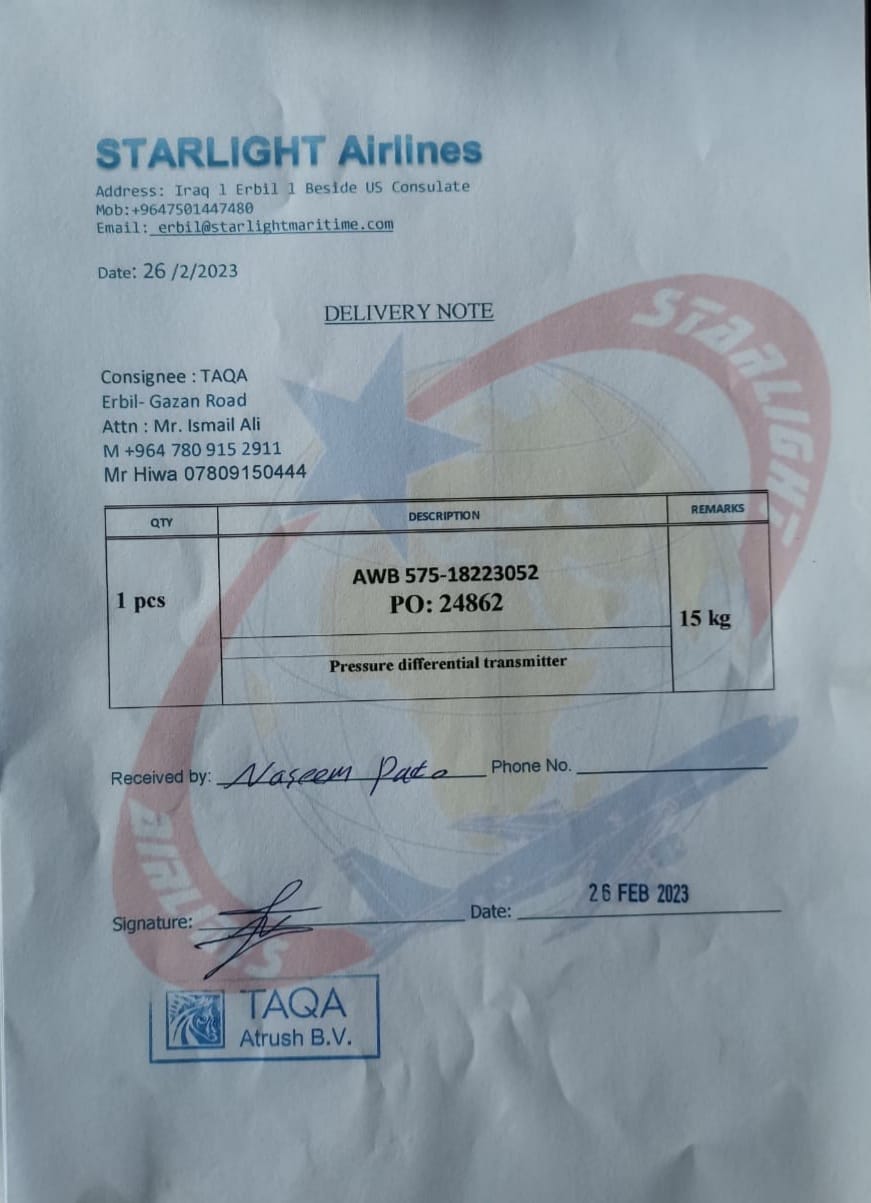 STARLIGHT Airlines
Address: Iraq l Erbil l Beside US Consulate
Mob:+9647501447480
Email: erbil@starlightmaritime.com
Date: 26 /2/2023
DELIVERY NOTE
Consignee : TAQA
Erbil- Gazan Road
Attn : Mr. Ismail Ali
M +964 780 915 2911
Mr Hiwa 07809150444
QTY DESCRIPTION REMARKS
AWB 575-18223052
1 pcs PO: 24862 15 kg
Pressure differential transmitter
Received by: Naseem Pato Phone No.
Signature: Date: 26 FEB 2023
TAQA
Atrush B.V.
STARLIGHT
AIRLINES